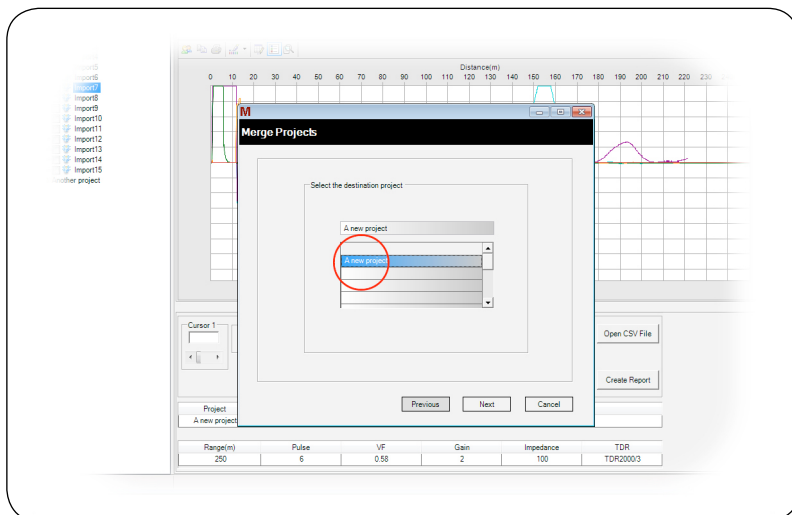 Import6
Import7
Import8
Import9
Import10
Import11
Import12
Import13
Import14
Import15
other project
Distance(m)
0 10 20 30 40 50 60 70 80 90 100 110 120 130 140 150 160 170 180 190 200 210 220 230
M
Merge Projects
Select the destination project
A new project
A new project
Previous Next Cancel
Cursor 1
Open CSV File
Create Report
Project
A new project
Range(m) Pulse VF Gain Impedance TDR
250 6 0.58 2 100 TDR2000/3